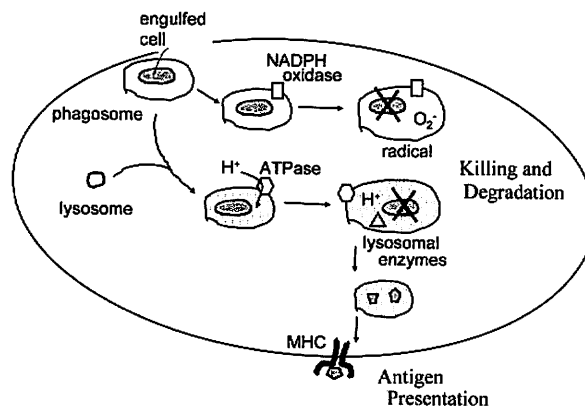 engulfed
cell
NADPH
oxidase
phagosome
O₂⁻
radical
Killing and
Degradation
H⁺
ATPase
lysosome
H⁺
lysosomal
enzymes
MHC
Antigen
Presentation